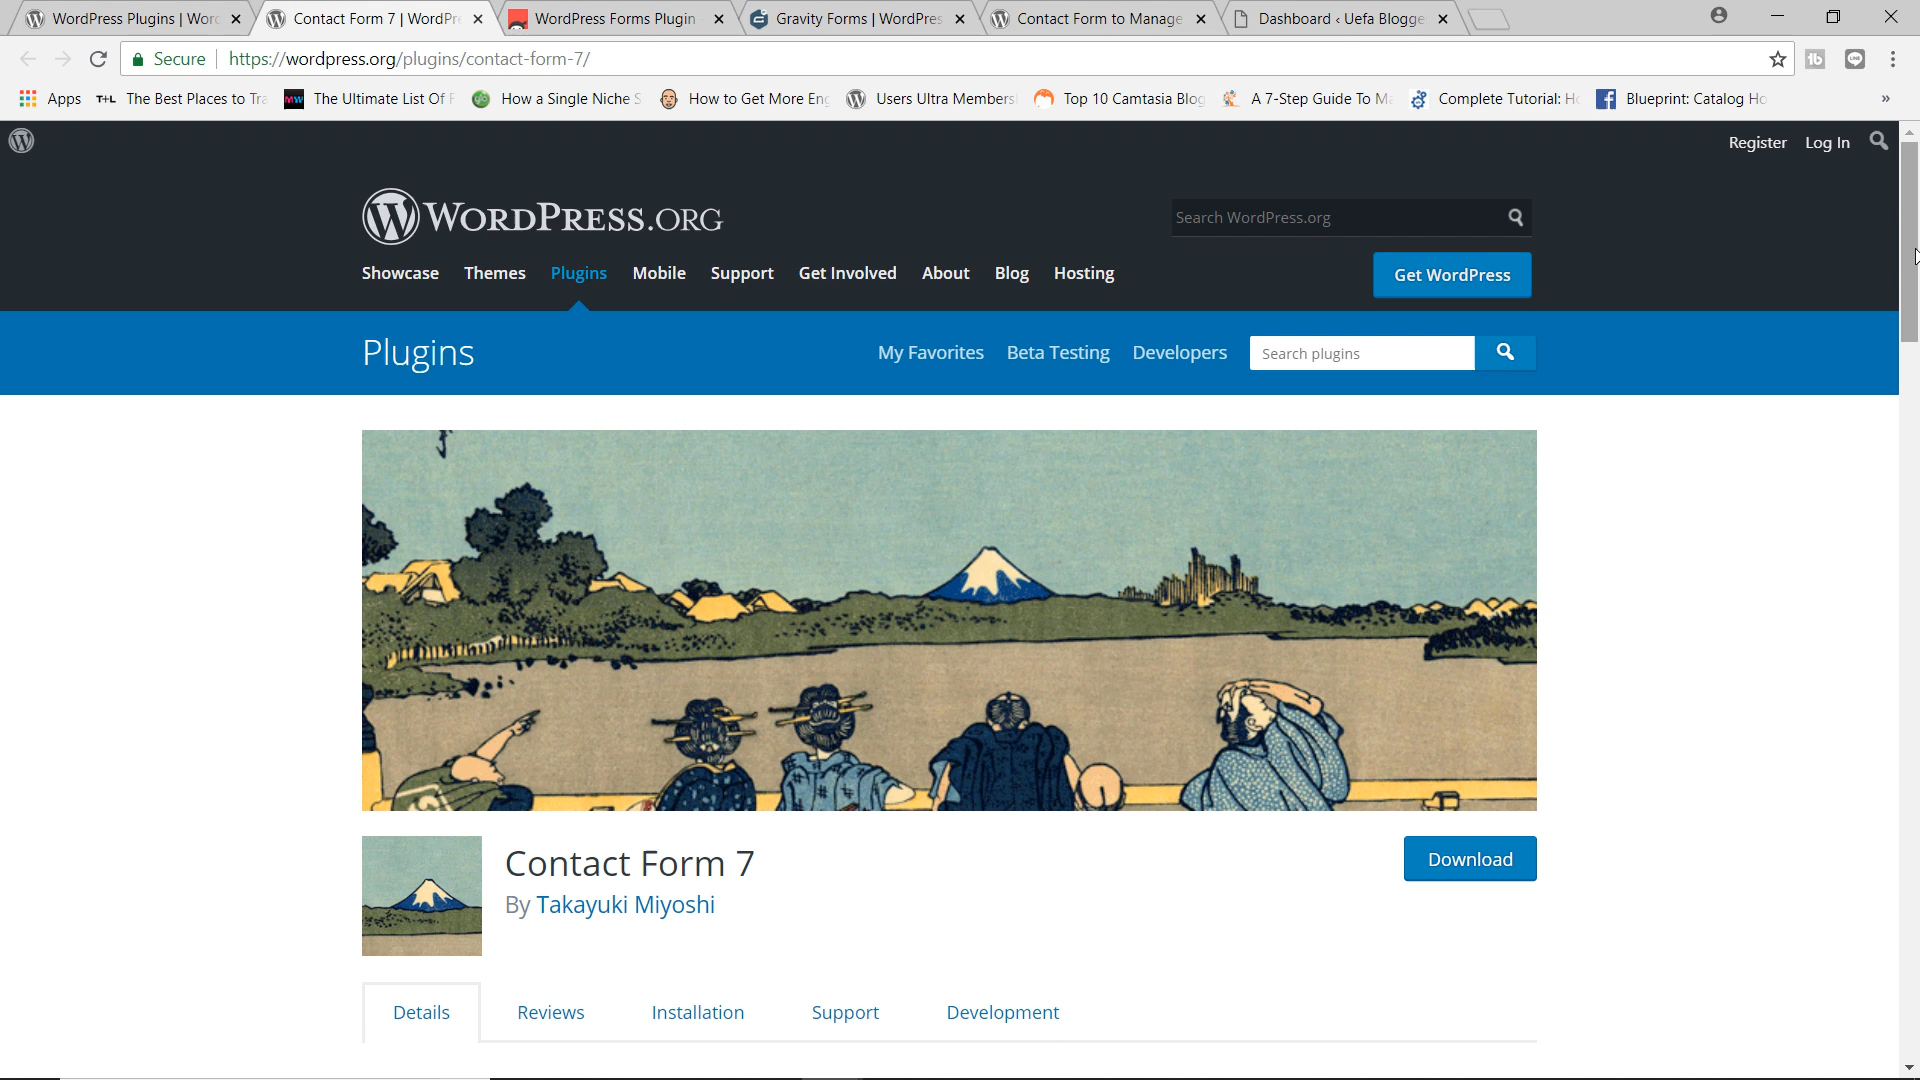 WordPress Plugins | Wor
Contact Form 7 | WordPr
WordPress Forms Plugin
Gravity Forms | WordPres
Contact Form to Manage
Dashboard ‹ Uefa Blogge
Secure
https://wordpress.org/plugins/contact-form-7/
Apps
T+L The Best Places to Tra
MW The Ultimate List Of F
How a Single Niche S
How to Get More Eng
Users Ultra Members
Top 10 Camtasia Blog
A 7-Step Guide To Ma
Complete Tutorial: Ho
Blueprint: Catalog Ho
»
Register Log In
WORDPRESS.ORG
Search WordPress.org
Showcase Themes Plugins Mobile Support Get Involved About Blog Hosting
Get WordPress
Plugins
My Favorites Beta Testing Developers
Search plugins
Contact Form 7
By Takayuki Miyoshi
Download
Details Reviews Installation Support Development